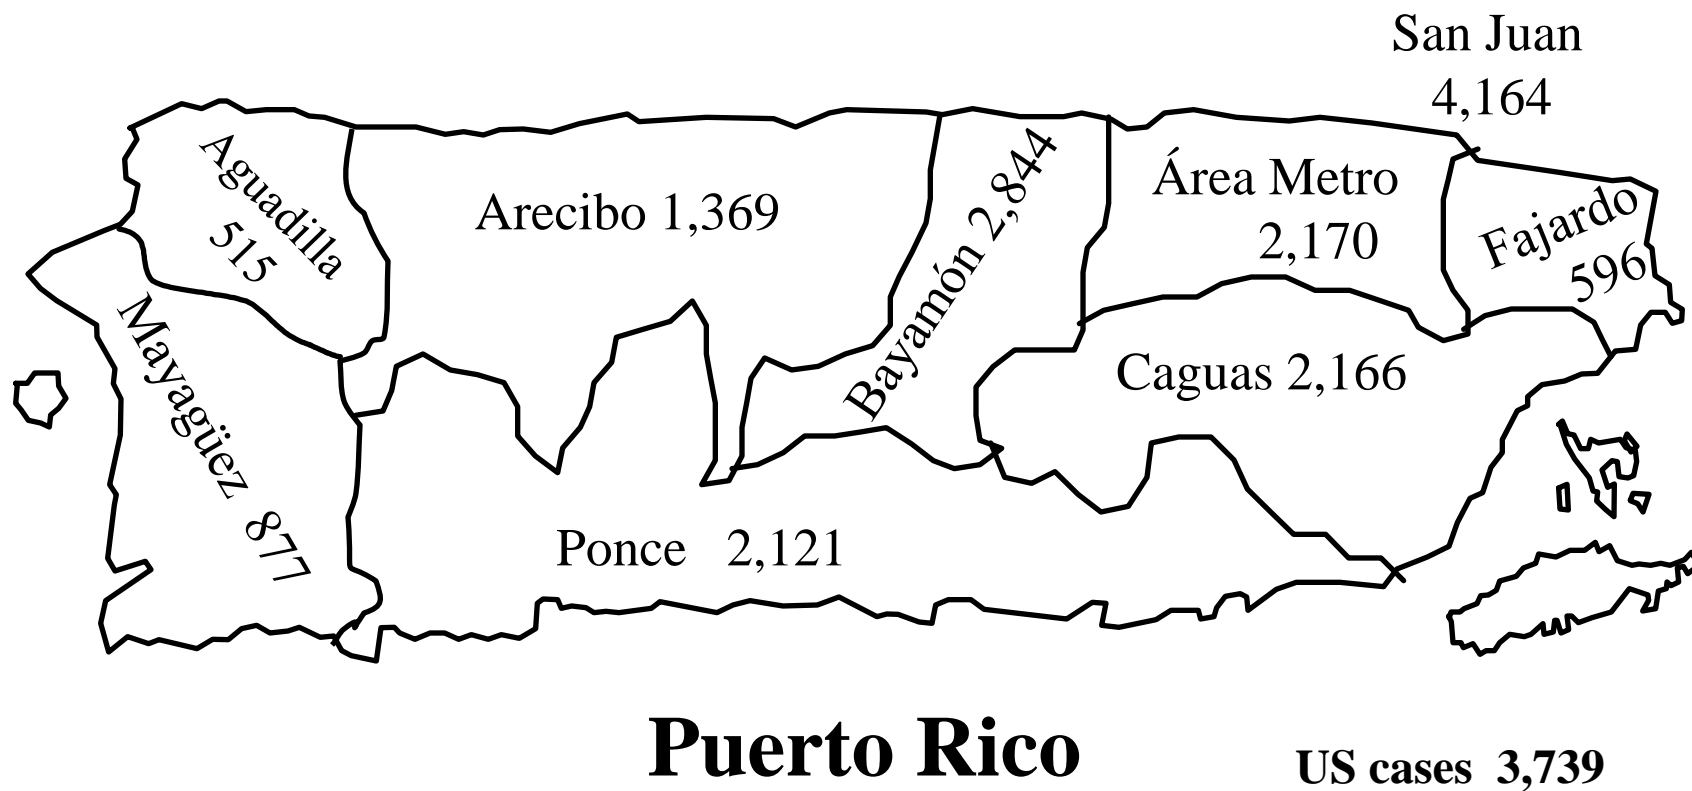 San Juan
4,164
Aguadilla
515
Arecibo 1,369
Bayamón 2,844
Área Metro
2,170
Fajardo
596
Mayagüez 877
Caguas 2,166
Ponce 2,121
Puerto Rico
US cases 3,739